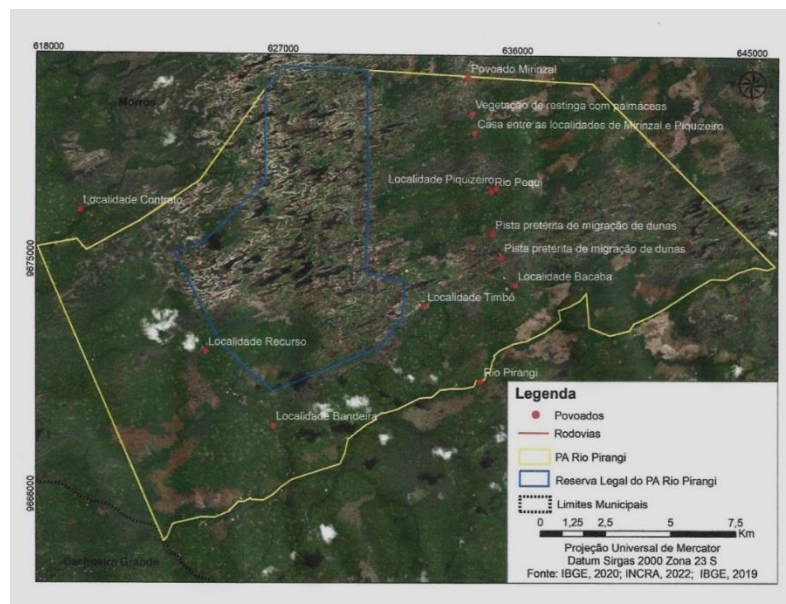 618000
627000
636000
645000
Povoado Mirinzal
Morros
Vegetação de restinga com palmáceas
Casa entre as localidades de Mirinzal e Piquizeiro
Localidade Piquizeiro
Rio Pequi
Localidade Contrato
Pista pretérita de migração de dunas
9675000
Pista pretérita de migração de dunas
Localidade Bacaba
Localidade Timbó
Localidade Recurso
Rio Pirangi
Localidade Bandeira
9666000
Cachoeira Grande
Legenda
Povoados
Rodovias
PA Rio Pirangi
Reserva Legal do PA Rio Pirangi
Limites Municipais
0 1,25 2,5 5 7,5
Km
Projeção Universal de Mercator
Datum Sirgas 2000 Zona 23 S
Fonte: IBGE, 2020; INCRA, 2022; IBGE, 2019